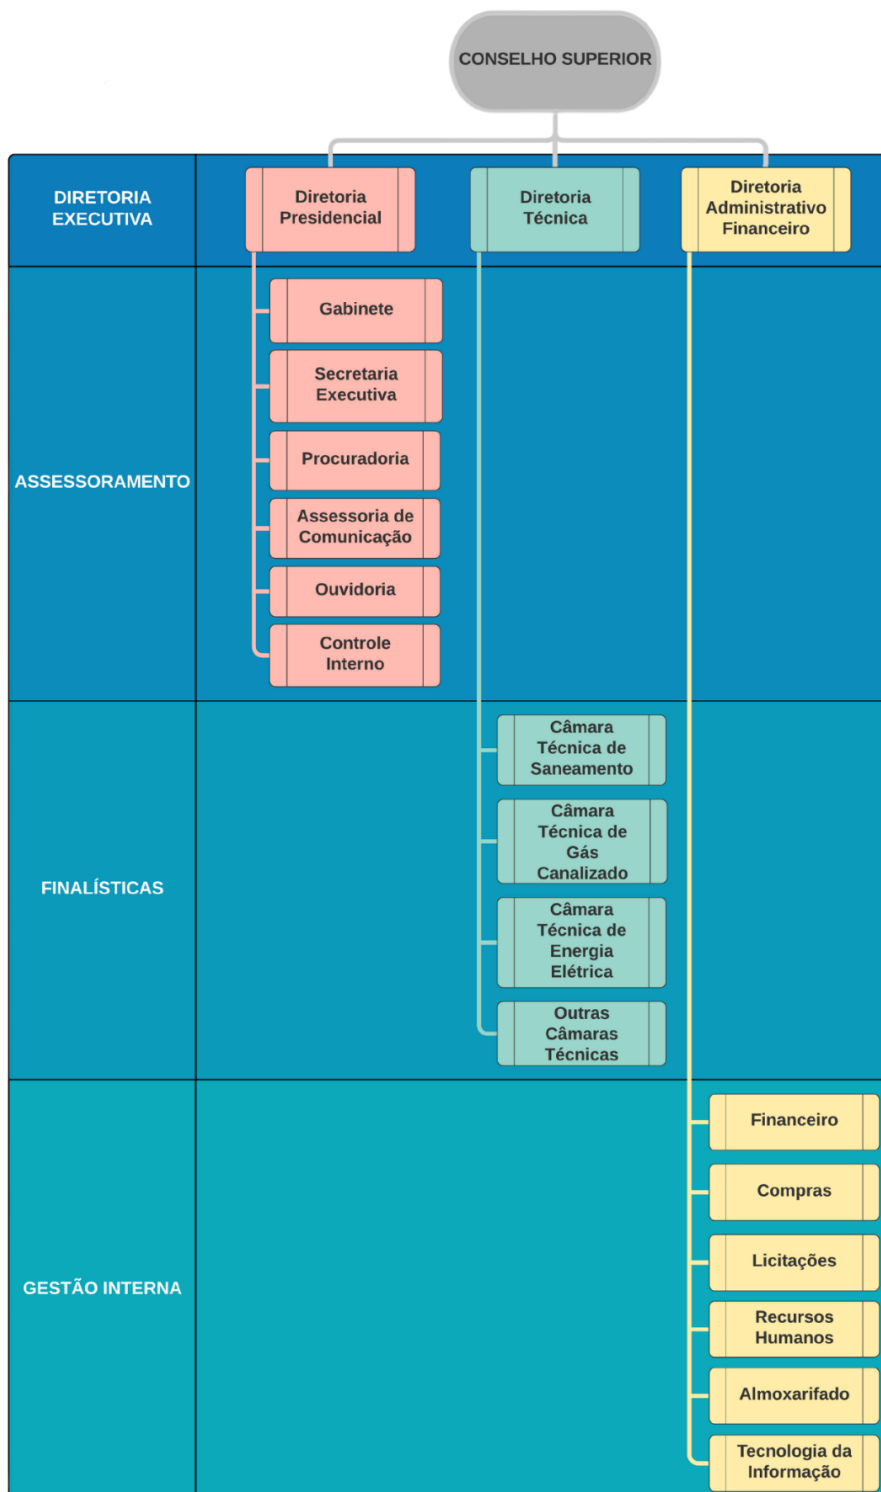 CONSELHO SUPERIOR
DIRETORIA
EXECUTIVA
Diretoria
Presidencial
Diretoria
Técnica
Diretoria
Administrativo
Financeiro
ASSESSORAMENTO
Gabinete
Secretaria
Executiva
Procuradoria
Assessoria de
Comunicação
Ouvidoria
Controle
Interno
FINALÍSTICAS
Câmara
Técnica de
Saneamento
Câmara
Técnica de
Gás
Canalizado
Câmara
Técnica de
Energia
Elétrica
Outras
Câmaras
Técnicas
GESTÃO INTERNA
Financeiro
Compras
Licitações
Recursos
Humanos
Almoxarifado
Tecnologia da
Informação